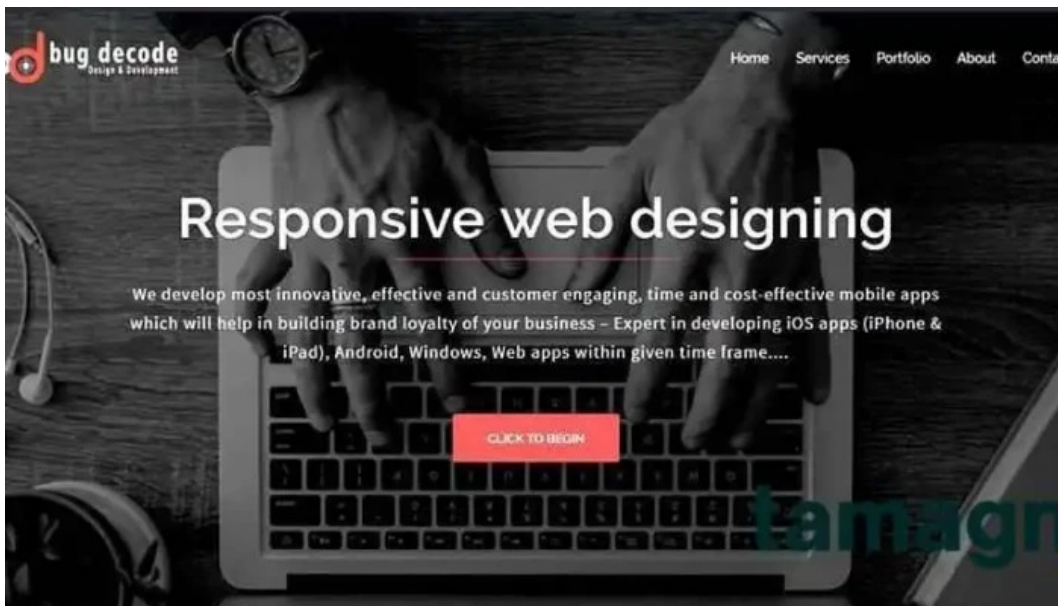 bug decode
Design & Development
Home Services Portfolio About
Responsive web designing
We develop most innovative, effective and customer engaging, time and cost-effective mobile apps
which will help in building brand loyalty of your business – Expert in developing iOS apps (iPhone &
iPad), Android, Windows, Web apps within given time frame....
CLICK TO BEGIN